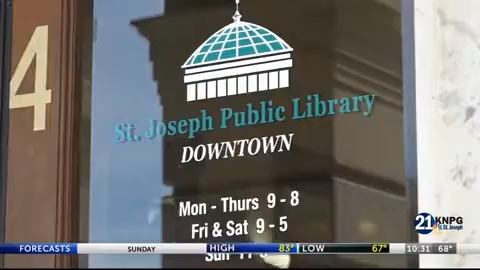 4
St. Joseph Public Library
DOWNTOWN
Mon - Thurs 9 - 8
Fri & Sat 9 - 5
Sun
21 KNPG
St. Joseph
FORECASTS SUNDAY HIGH 83° LOW 67° 10:31 68°